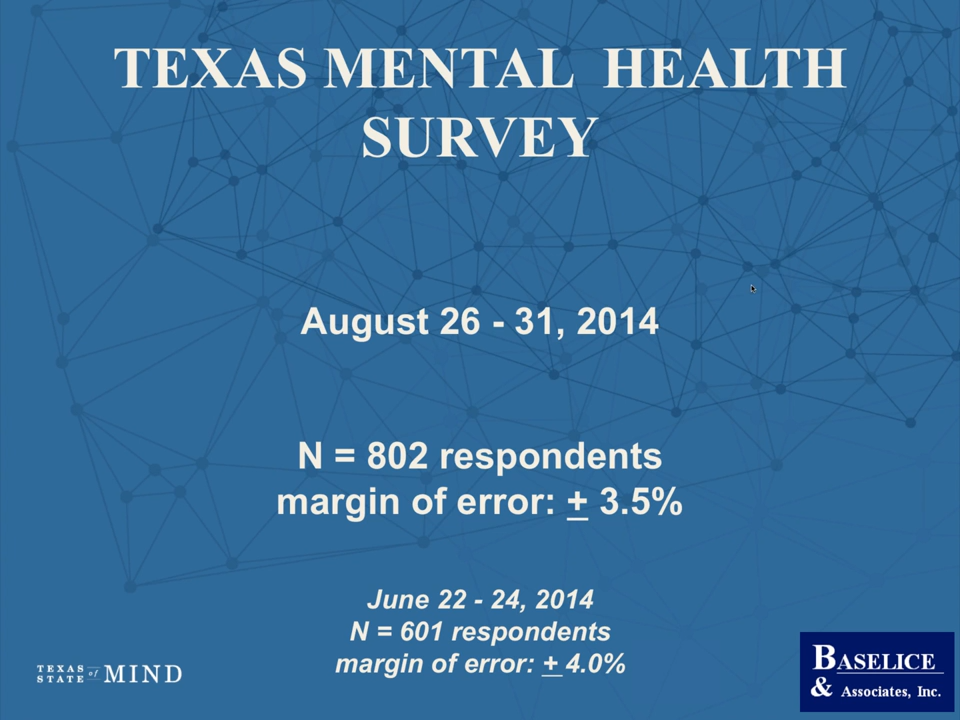 TEXAS MENTAL HEALTH
SURVEY
August 26 - 31, 2014
N = 802 respondents
margin of error: ± 3.5%
June 22 - 24, 2014
N = 601 respondents
margin of error: ± 4.0%
TEXAS
STATE of MIND
BASELICE
& Associates, Inc.